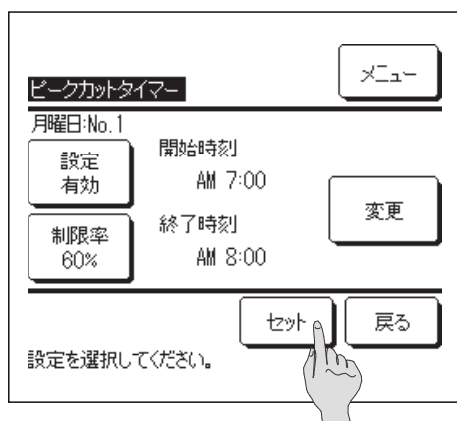 メニュー
ピークカットタイマー
月曜日:No.1
設定
有効
開始時刻
AM 7:00
変更
制限率
60%
終了時刻
AM 8:00
セット
戻る
設定を選択してください。